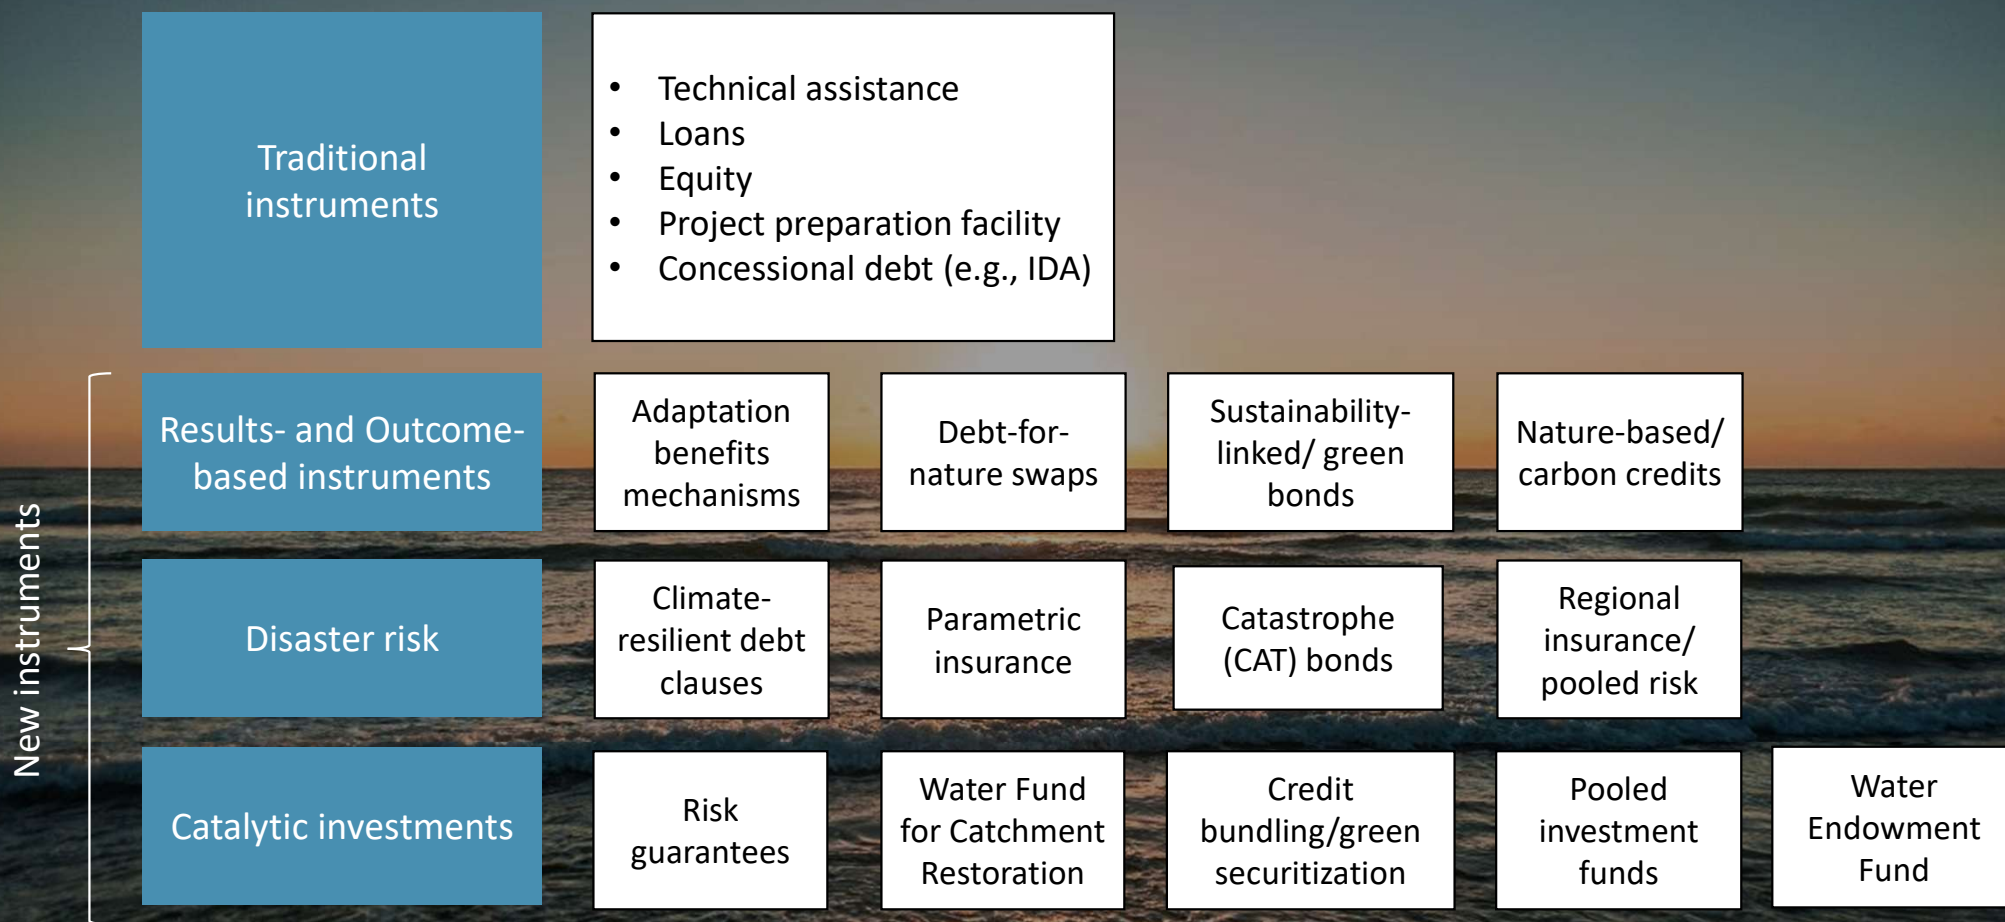 Traditional
instruments
• Technical assistance
• Loans
• Equity
• Project preparation facility
• Concessional debt (e.g., IDA)
New instruments
Results- and Outcome-
based instruments
Adaptation
benefits
mechanisms
Debt-for-
nature swaps
Sustainability-
linked/ green
bonds
Nature-based/
carbon credits
Disaster risk
Climate-
resilient debt
clauses
Parametric
insurance
Catastrophe
(CAT) bonds
Regional
insurance/
pooled risk
Catalytic investments
Risk
guarantees
Water Fund
for Catchment
Restoration
Credit
bundling/green
securitization
Pooled
investment
funds
Water
Endowment
Fund